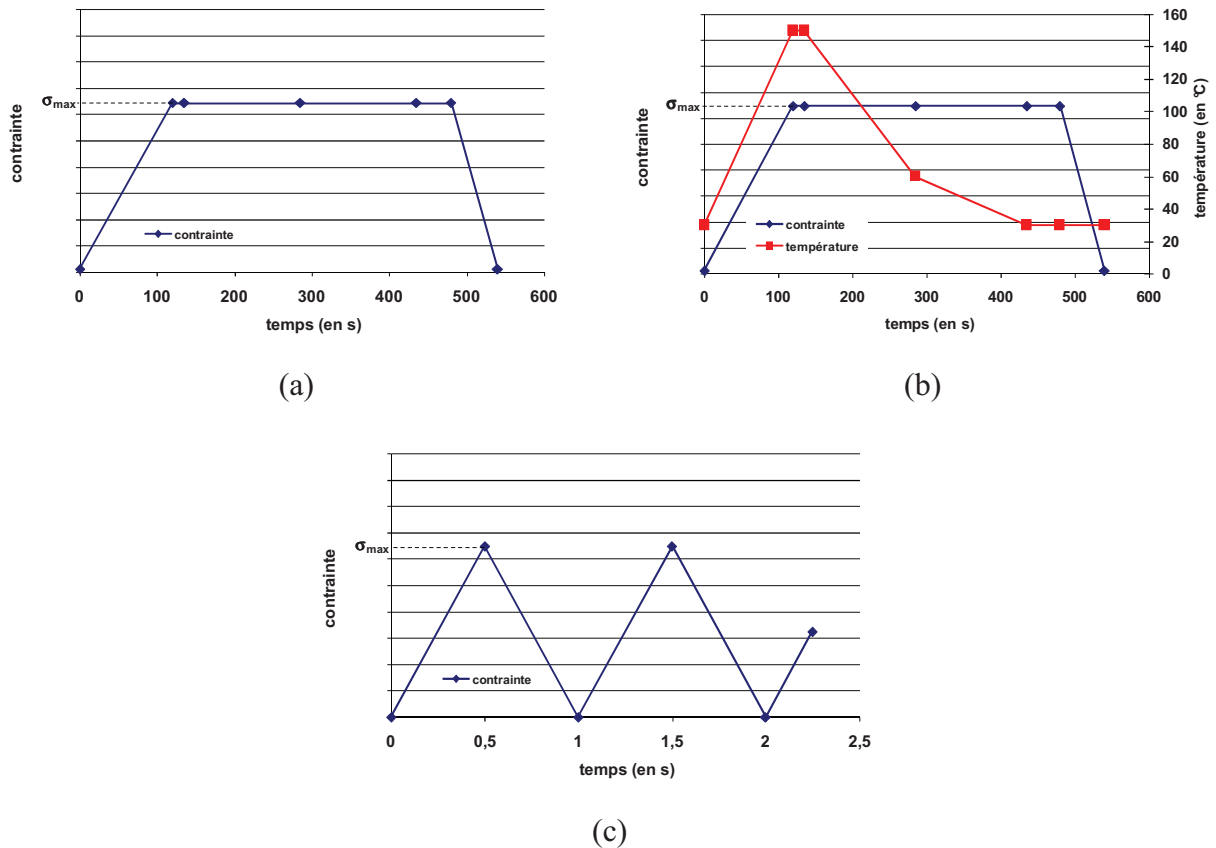 σmax
contrainte
contrainte
0 100 200 300 400 500 600
temps (en s)
(a)
σmax
contrainte
contrainte
température
160
140
120
100
80
60
40
20
0
température (en °C)
0 100 200 300 400 500 600
temps (en s)
(b)
σmax
contrainte
contrainte
0 0,5 1 1,5 2 2,5
temps (en s)
(c)